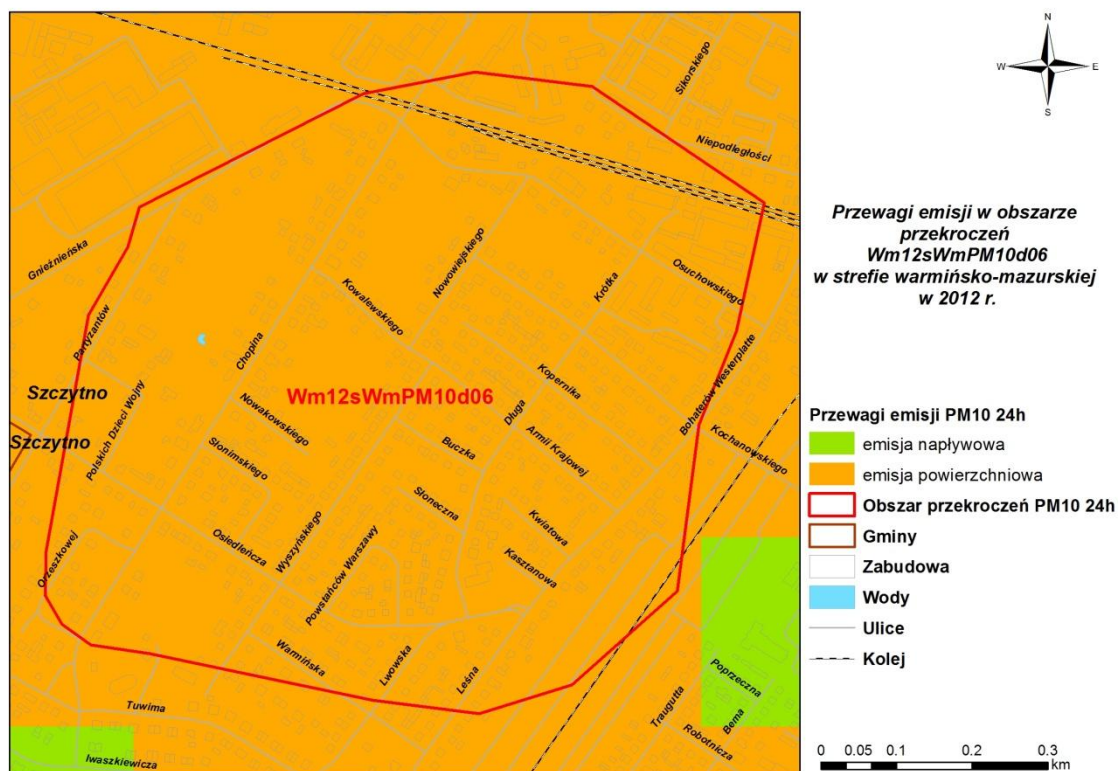 Sikorskiego
Niepodległości
Gnieźnieńska
Nowowiejskiego
Kowalewskiego
Krótka
Osuchowskiego
Partyzantów
Chopina
Szczytno
Szczytno
Wm12sWmPM10d06
Kopernika
Bohaterów Westerplatte
Polskich Dzieci Wojny
Nowakowskiego
Słonimskiego
Buczka
Długa
Armii Krajowej
Kochanowskiego
Słoneczna
Kwiatowa
Kasztanowa
Osiedleńcza
Wyszyńskiego
Powstańców Warszawy
Orzeszkowej
Warmińska
Lwowska
Leśna
Tuwima
Iwaszkiewicza
Poprzeczna
Traugutta
Bema
Robotnicza
N
W
E
S
Przewagi emisji w obszarze
przekroczeń
Wm12sWmPM10d06
w strefie warmińsko-mazurskiej
w 2012 r.
Przewagi emisji PM10 24h
emisja napływowa
emisja powierzchniowa
Obszar przekroczeń PM10 24h
Gminy
Zabudowa
Wody
Ulice
Kolej
0 0.05 0.1 0.2 0.3
km